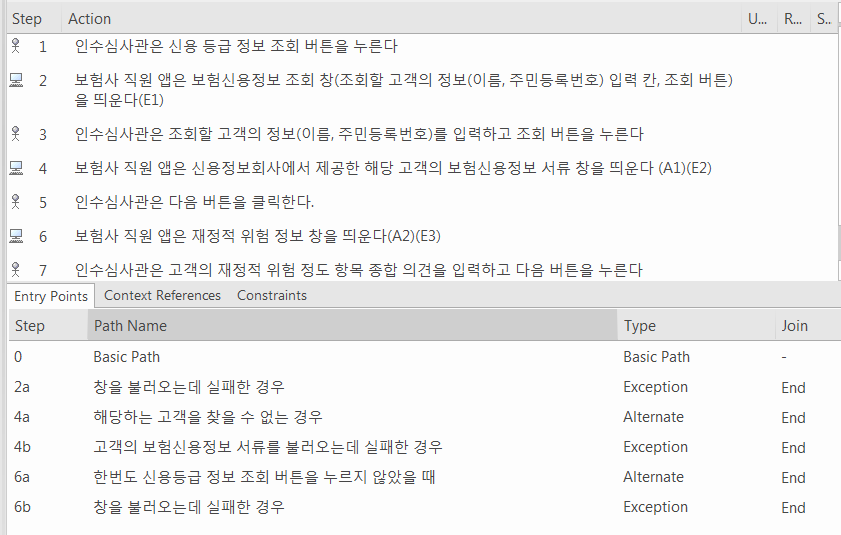 Step Action U... R... S..
1 인수심사관은 신용 등급 정보 조회 버튼을 누른다
2 보험사 직원 앱은 보험신용정보 조회 창(조회할 고객의 정보(이름, 주민등록번호) 입력 칸, 조회 버튼)
을 띄운다(E1)
3 인수심사관은 조회할 고객의 정보(이름, 주민등록번호)를 입력하고 조회 버튼을 누른다
4 보험사 직원 앱은 신용정보회사에서 제공한 해당 고객의 보험신용정보 서류 창을 띄운다 (A1)(E2)
5 인수심사관은 다음 버튼을 클릭한다.
6 보험사 직원 앱은 재정적 위험 정보 창을 띄운다(A2)(E3)
7 인수심사관은 고객의 재정적 위험 정도 항목 종합 의견을 입력하고 다음 버튼을 누른다
Entry Points Context References Constraints
Step Path Name Type Join
0 Basic Path Basic Path -
2a 창을 불러오는데 실패한 경우 Exception End
4a 해당하는 고객을 찾을 수 없는 경우 Alternate End
4b 고객의 보험신용정보 서류를 불러오는데 실패한 경우 Exception End
6a 한번도 신용등급 정보 조회 버튼을 누르지 않았을 때 Alternate End
6b 창을 불러오는데 실패한 경우 Exception End